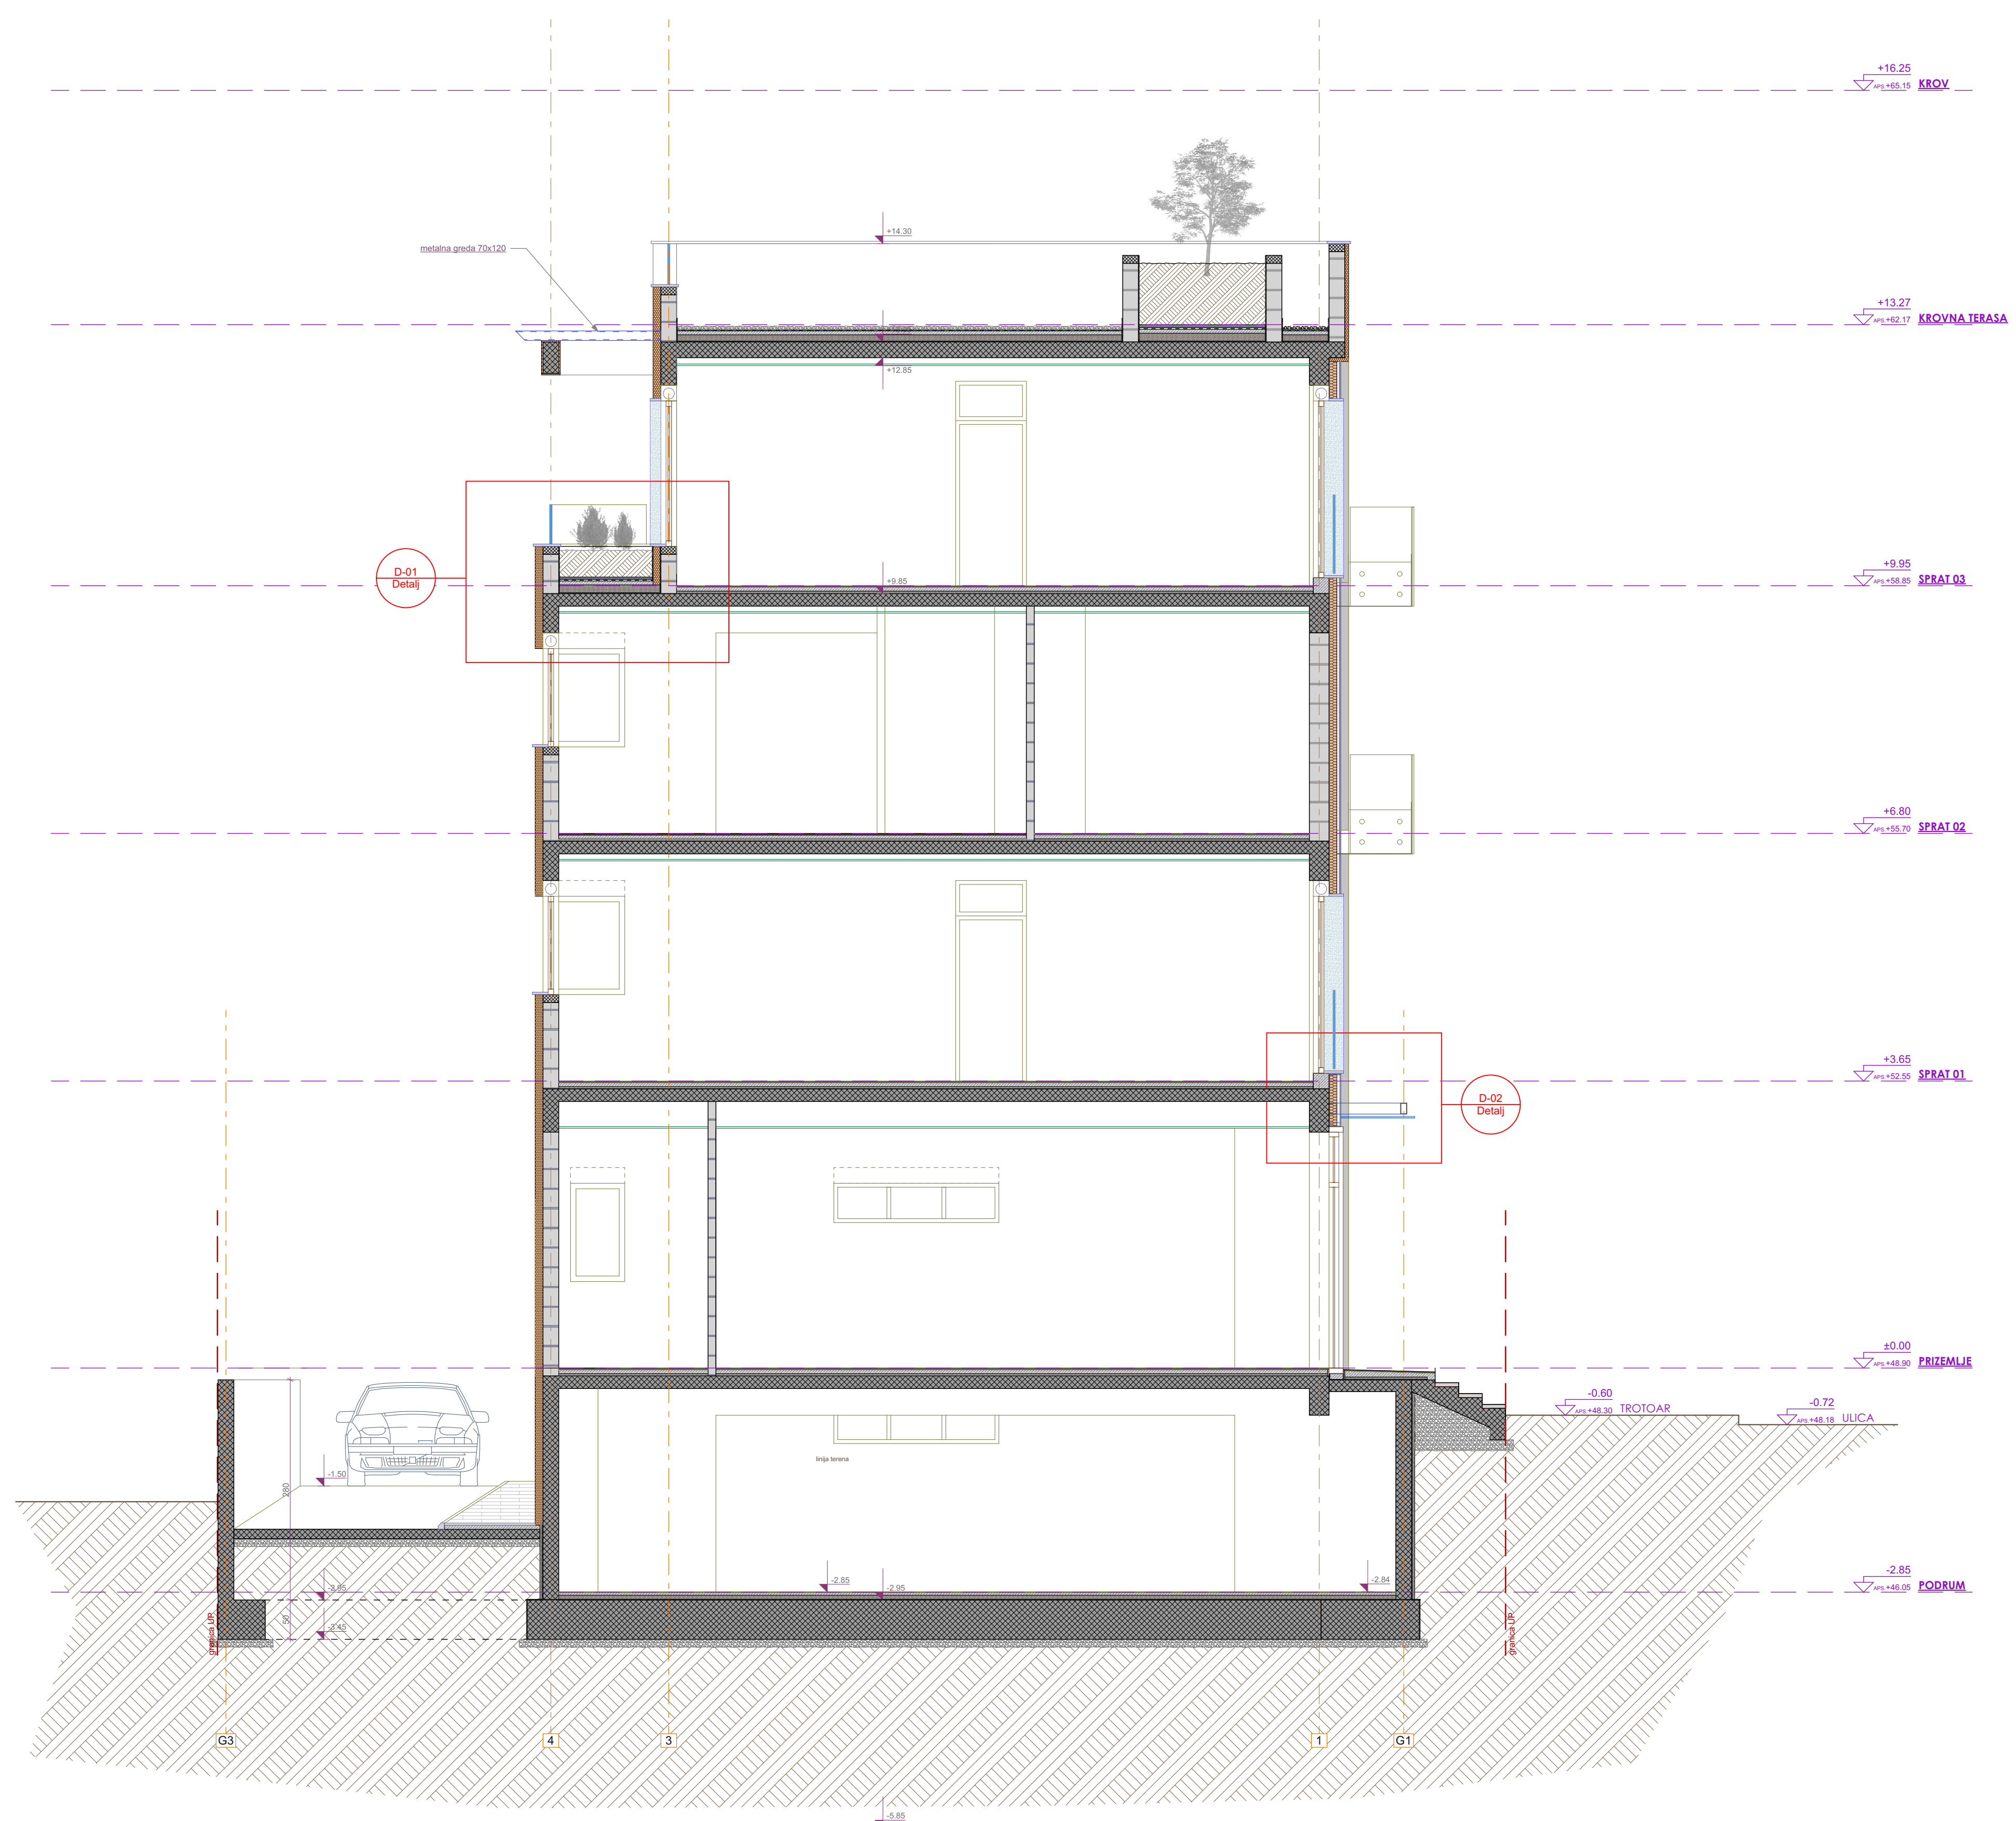 +16.25
APS.+65.15 KROV
+14.30
metalna greda 70x120
+13.27
APS.+62.17 KROVNA TERASA
+12.85
D-01
Detalj
+9.85
+9.95
APS.+58.85 SPRAT 03
+6.80
APS.+55.70 SPRAT 02
+3.65
APS.+52.55 SPRAT 01
D-02
Detalj
±0.00
APS.+48.90 PRIZEMLJE
-0.60
APS.+48.30 TROTOAR
-0.72
APS.+48.18 ULICA
linija terena
-1.50
280
-2.85
-2.95
-2.84
-2.85
APS.+46.05 PODRUM
-2.95
50
-3.45
granica UP
granica UP
G3
4
3
1
G1
-5.85